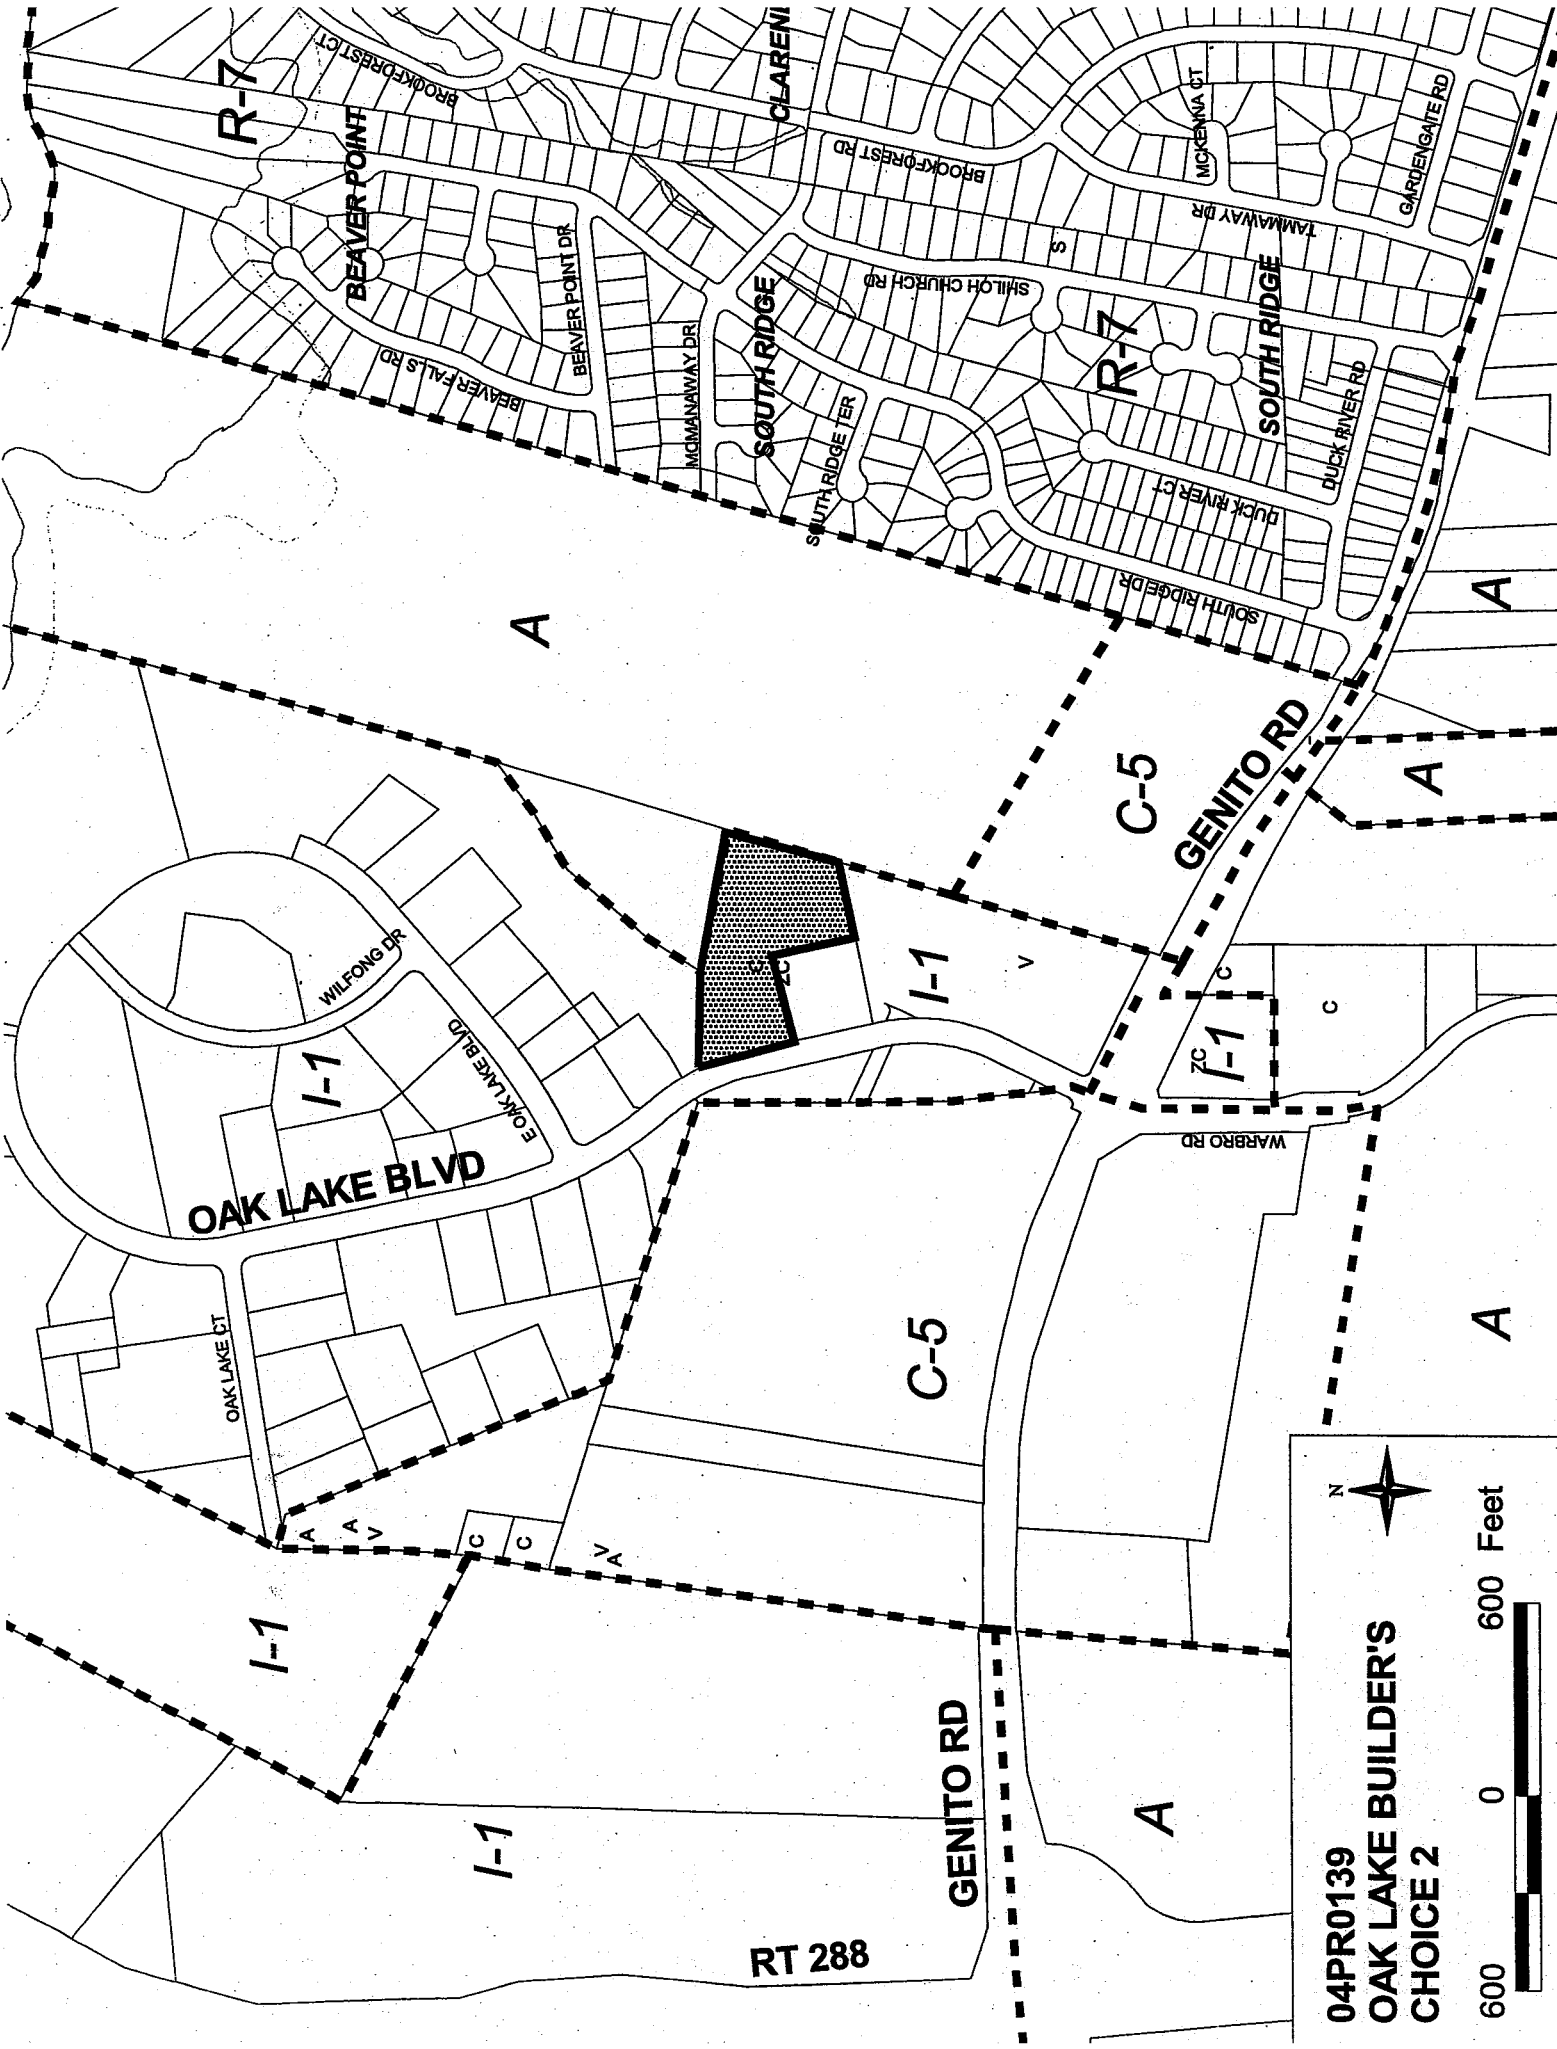 R-7
BROOKFOREST CT
BROOKFOREST RD
BEAVER POINT
CLAREN
BROOKFOREST RD
MCKENNA CT
GARDENGATE RD
TAMMAWAY DR
BEAVER POINT DR
BEAVER FALLS RD
MCMANAWAY DR
SOUTH RIDGE
SHILOH CHURCH RD
S
R-7
SOUTH RIDGE
SOUTH RIDGE TER
DUCK RIVER RD
DUCK RIVER CT
SOUTH RIDGE DR
A
A
C-5
GENITO RD
A
WILFONG DR
I-1
E OAK LAKE BLVD
OAK LAKE BLVD
C
ZC
I-1
V
C
ZC
I-1
C
WARBRO RD
OAK LAKE CT
C-5
A
A
A
V
C
C
V
A
I-1
I-1
GENITO RD
A
RT 288
N
04PR0139
OAK LAKE BUILDER'S
CHOICE 2
600 0 600 Feet